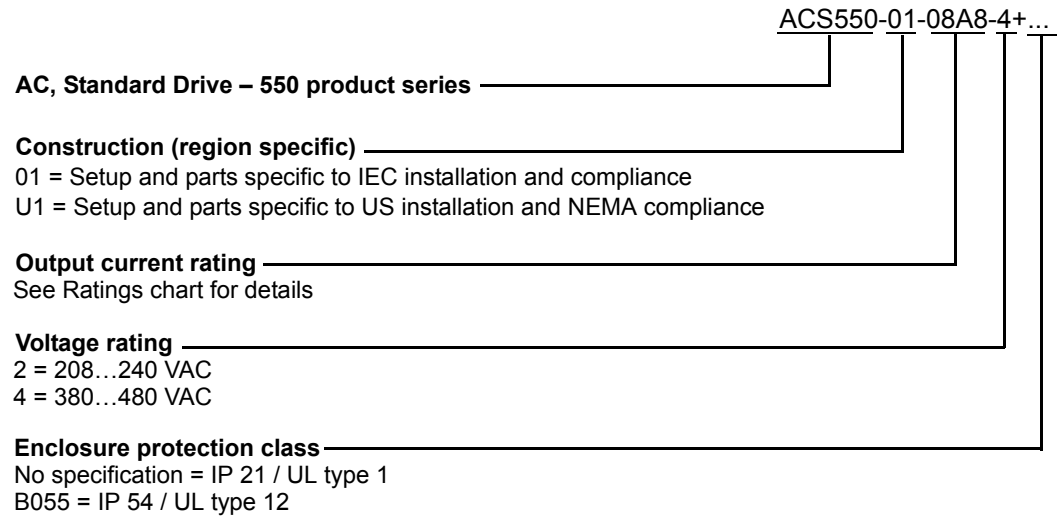 ACS550-01-08A8-4+...
AC, Standard Drive – 550 product series
Construction (region specific)
01 = Setup and parts specific to IEC installation and compliance
U1 = Setup and parts specific to US installation and NEMA compliance
Output current rating
See Ratings chart for details
Voltage rating
2 = 208…240 VAC
4 = 380…480 VAC
Enclosure protection class
No specification = IP 21 / UL type 1
B055 = IP 54 / UL type 12